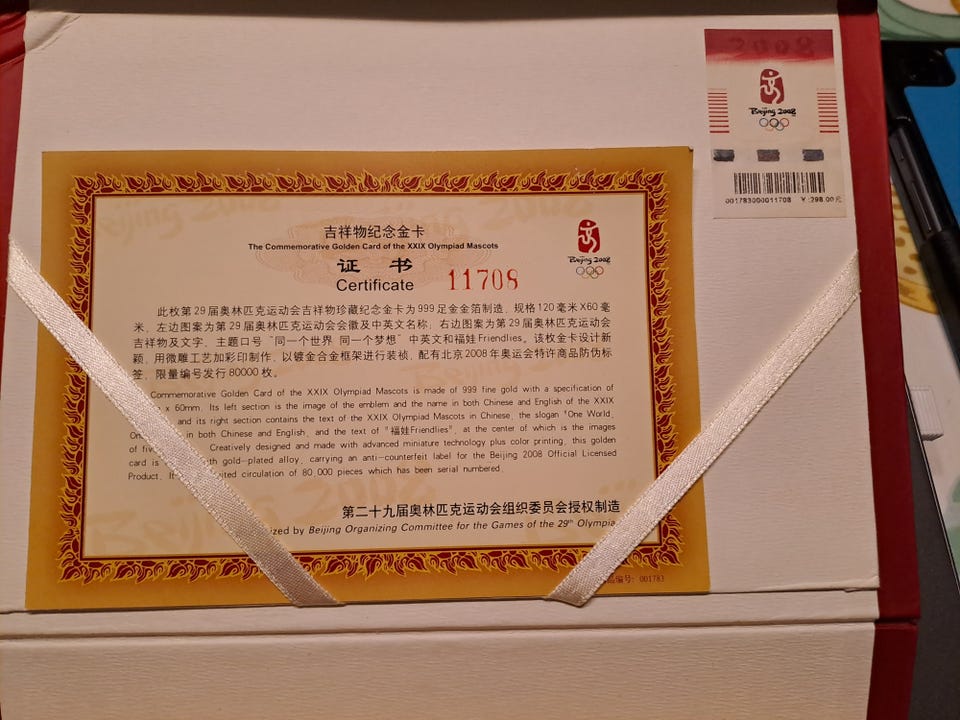 2008
Beijing 2008
001783000011708 ￥:298.00元
吉祥物纪念金卡
The Commemorative Golden Card of the XXIX Olympiad Mascots
证 书
Certificate 11708
Beijing 2008
此枚第29届奥林匹克运动会吉祥物珍藏纪念金卡为999足金金箔制造，规格120毫米X60毫
米，左边图案为第29届奥林匹克运动会会徽及中英文名称，右边图案为第29届奥林匹克运动会
吉祥物及文字，主题口号“同一个世界 同一个梦想”中英文和福娃Friendlies。该枚金卡设计新
颖，用微雕工艺加彩印制作，以镀金合金框架进行装帧，配有北京2008年奥运会特许商品防伪标
签，限量编号发行80000枚。
Commemorative Golden Card of the XXIX Olympiad Mascots is made of 999 fine gold with a specification of
x 60mm. Its left section is the image of the emblem and the name in both Chinese and English of the XXIX
and its right section contains the text of the XXIX Olympiad Mascots in Chinese, the slogan "One World,
in both Chinese and English, and the text of "福娃Friendlies", at the center of which is the images
of Creatively designed and made with advanced miniature technology plus color printing, this golden
card is gold-plated alloy, carrying an anti-counterfeit label for the Beijing 2008 Official Licensed
Product. circulation of 80,000 pieces which has been serial numbered.
第二十九届奥林匹克运动会组织委员会授权制造
by Beijing Organizing Committee for the Games of the 29th
编号: 001783